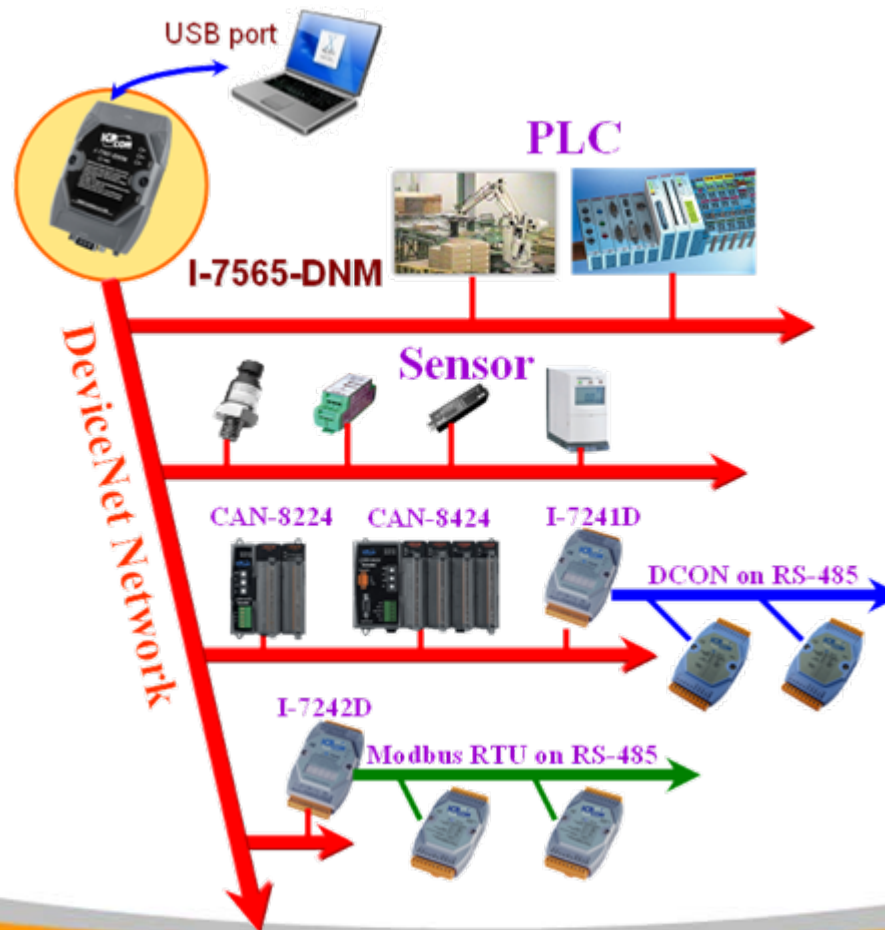 USB port
PLC
I-7565-DNM
DeviceNet Network
Sensor
CAN-8224
CAN-8424
I-7241D
DCON on RS-485
I-7242D
Modbus RTU on RS-485